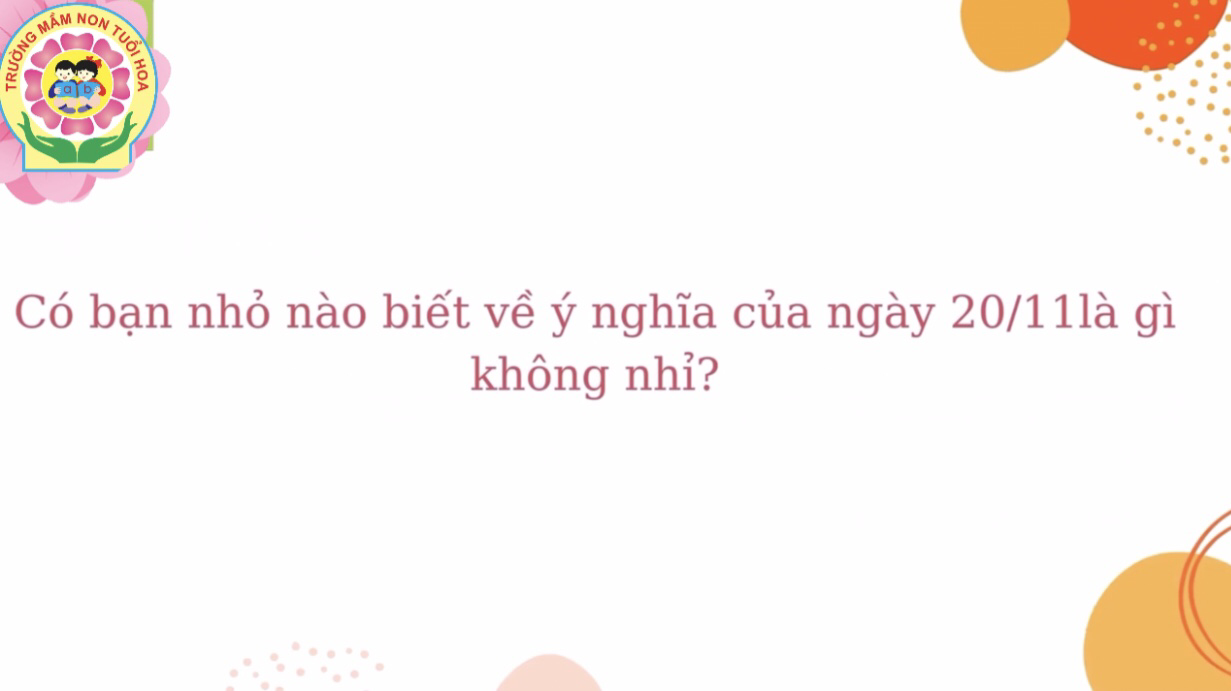 TRƯỜNG MẦM NON TUỔI HOA
a b
Có bạn nhỏ nào biết về ý nghĩa của ngày 20/11là gì
không nhỉ?